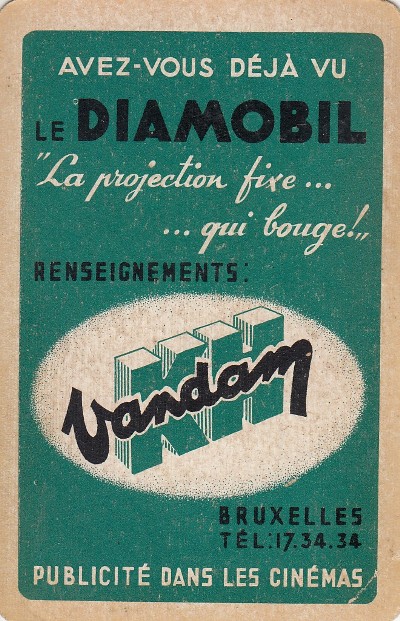 AVEZ-VOUS DÉJÀ VU
LE DIAMOBIL
"La projection fixe...
... qui bouge!„
RENSEIGNEMENTS:
KH
Vandam
BRUXELLES
TÉL:17.34.34
PUBLICITÉ DANS LES CINÉMAS